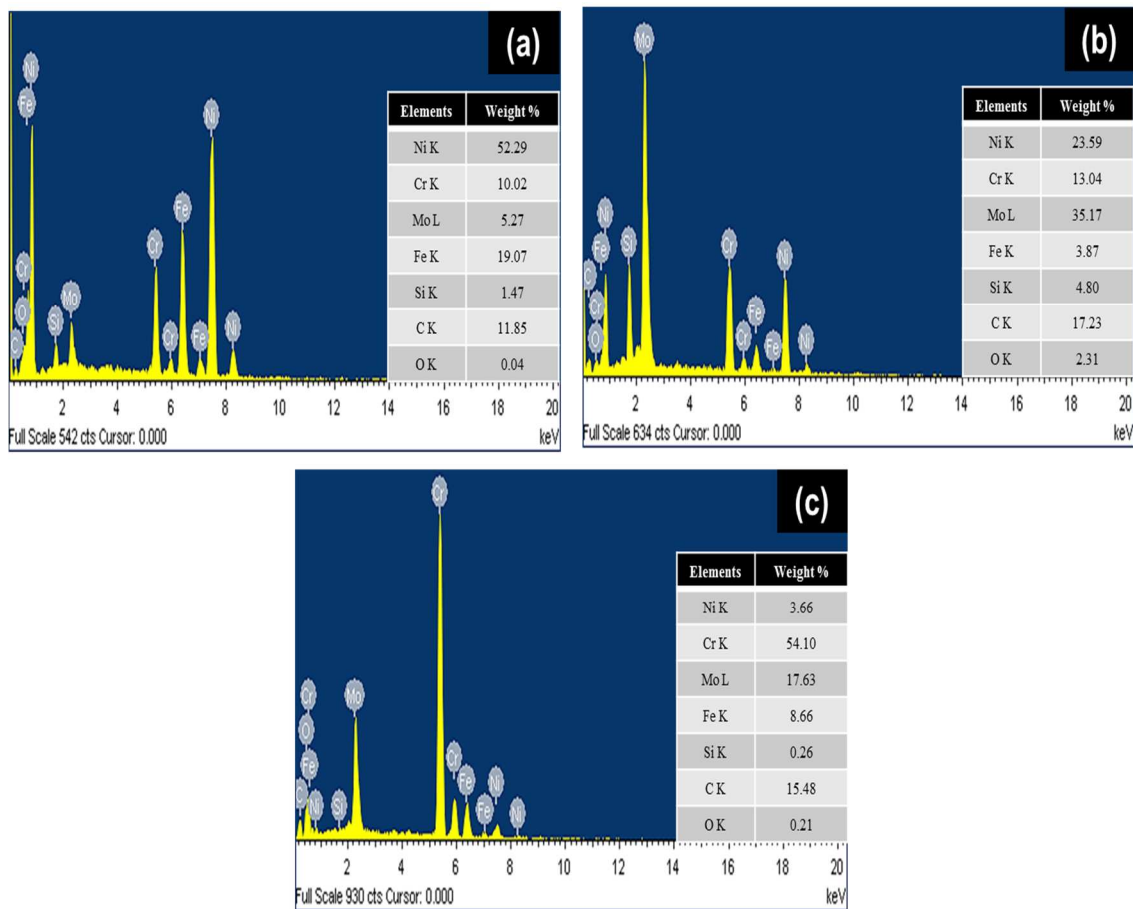 (a)
Ni
Fe
Cr
O
C
Si
Mo
Cr
Cr
Fe
Fe
Ni
Ni
Elements Weight %
Ni K 52.29
Cr K 10.02
Mo L 5.27
Fe K 19.07
Si K 1.47
C K 11.85
O K 0.04
2 4 6 8 10 12 14 16 18 20
Full Scale 542 cts Cursor: 0.000 keV
(b)
Mo
Ni
Fe
Si
C
Cr
O
Cr
Cr
Fe
Fe
Ni
Ni
Elements Weight %
Ni K 23.59
Cr K 13.04
Mo L 35.17
Fe K 3.87
Si K 4.80
C K 17.23
O K 2.31
2 4 6 8 10 12 14 16 18 20
Full Scale 634 cts Cursor: 0.000 keV
(c)
Cr
Cr
O
Fe
C
Ni
Si
Mo
Cr
Fe
Fe
Ni
Ni
Elements Weight %
Ni K 3.66
Cr K 54.10
Mo L 17.63
Fe K 8.66
Si K 0.26
C K 15.48
O K 0.21
2 4 6 8 10 12 14 16 18 20
Full Scale 930 cts Cursor: 0.000 keV